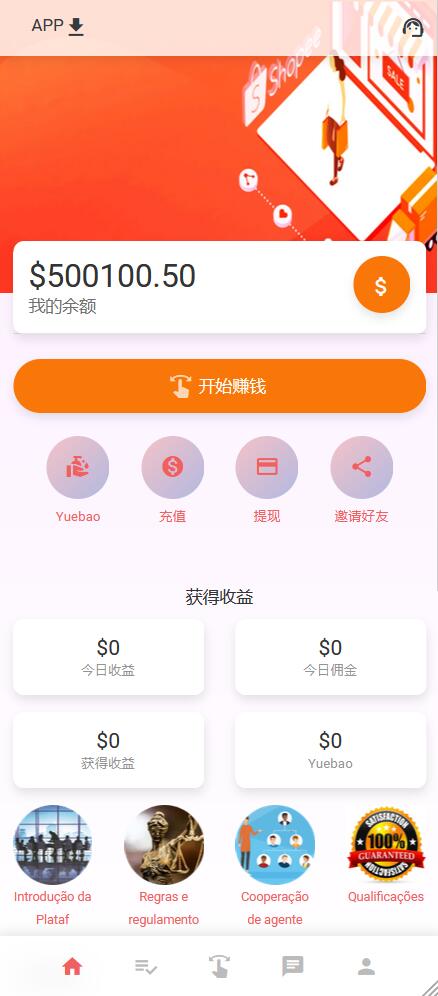 APP
Shopee
S
SALE
$500100.50
我的余额
$
开始赚钱
Yuebao
充值
提现
邀请好友
获得收益
$0
今日收益
$0
今日佣金
$0
获得收益
$0
Yuebao
SATISFACTION
100%
GUARANTEED
SATISFACTION
Introdução da
Plataf
Regras e
regulamento
Cooperação
de agente
Qualificações